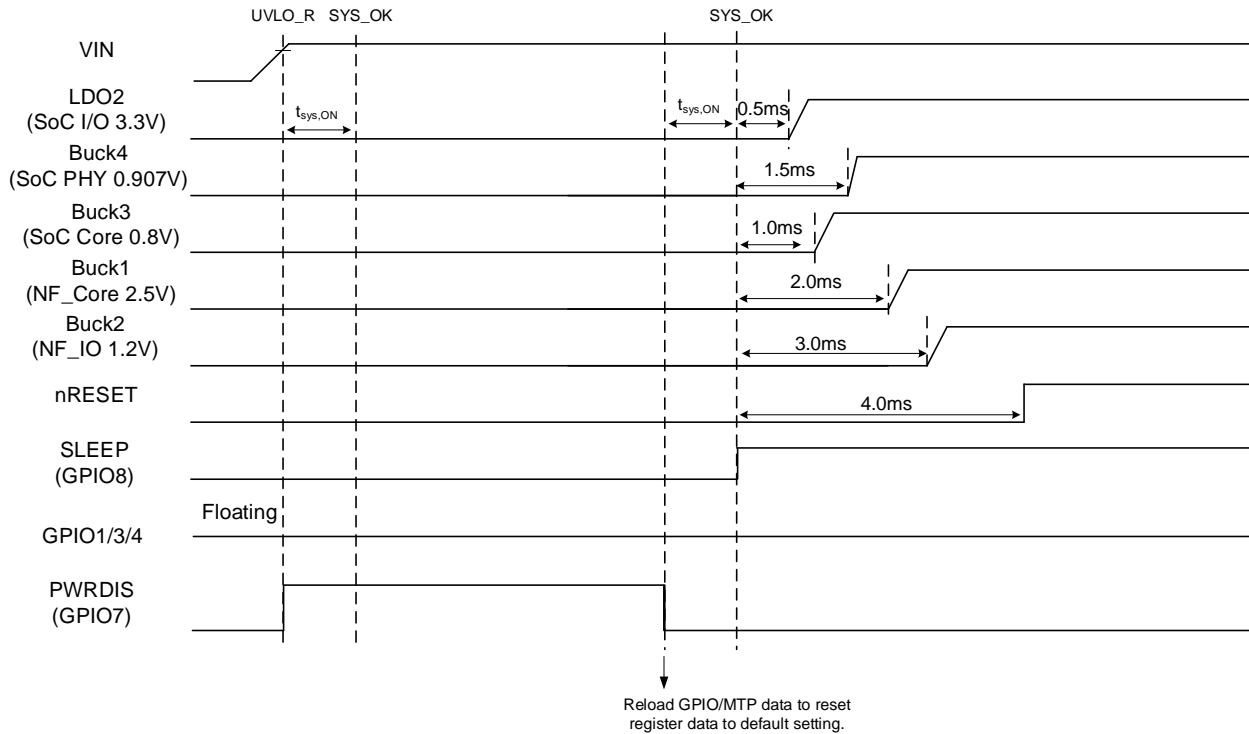 UVLO_R SYS_OK SYS_OK
VIN
LDO2
(SoC I/O 3.3V)
tsys,ON tsys,ON 0.5ms
Buck4
(SoC PHY 0.907V)
1.5ms
Buck3
(SoC Core 0.8V)
1.0ms
Buck1
(NF_Core 2.5V)
2.0ms
Buck2
(NF_IO 1.2V)
3.0ms
nRESET
4.0ms
SLEEP
(GPIO8)
Floating
GPIO1/3/4
PWRDIS
(GPIO7)
Reload GPIO/MTP data to reset
register data to default setting.